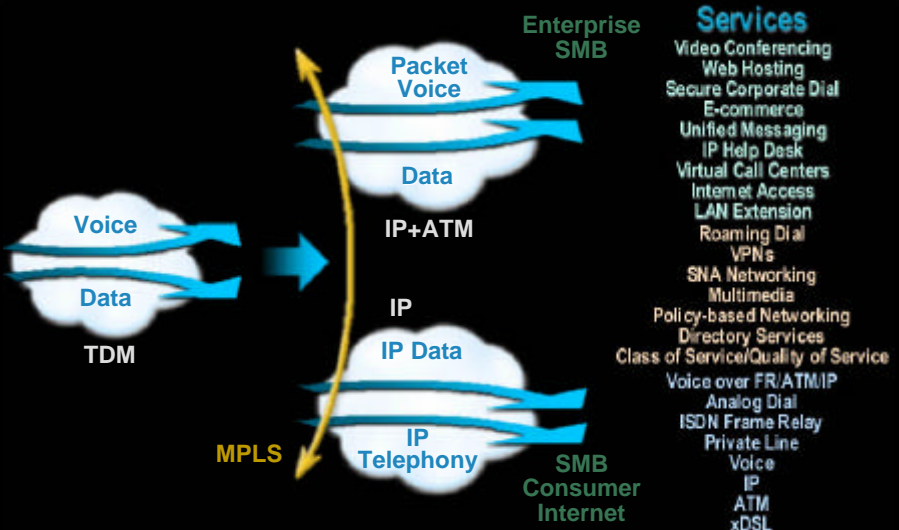 Enterprise
SMB
Packet
Voice
Data
IP+ATM
Voice
Data
TDM
IP
IP Data
IP
Telephony
MPLS
SMB
Consumer
Internet
Services
Video Conferencing
Web Hosting
Secure Corporate Dial
E-commerce
Unified Messaging
IP Help Desk
Virtual Call Centers
Internet Access
LAN Extension
Roaming Dial
VPNs
SNA Networking
Multimedia
Policy-based Networking
Directory Services
Class of Service/Quality of Service
Voice over FR/ATM/IP
Analog Dial
ISDN Frame Relay
Private Line
Voice
IP
ATM
xDSL